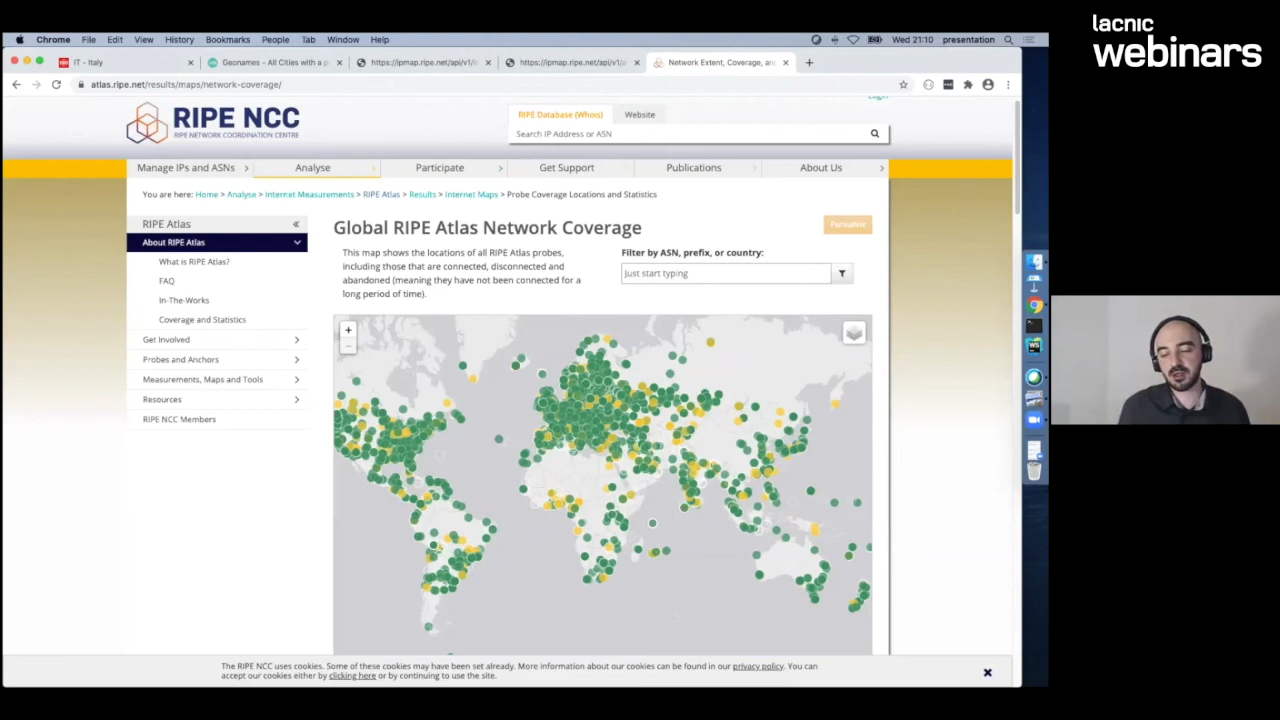 lacnic
webinars
Chrome File Edit View History Bookmarks People Tab Window Help
Wed 21:10 presentation
IT - Italy
Geonames - All Cities with a p
https://ipmap.ripe.net/api/v1/l
https://ipmap.ripe.net/api/v1/a
Network Extent, Coverage, an
atlas.ripe.net/results/maps/network-coverage/
Login
RIPE NCC
RIPE NETWORK COORDINATION CENTRE
RIPE Database (Whois) Website
Search IP Address or ASN
Manage IPs and ASNs Analyse Participate Get Support Publications About Us
You are here: Home > Analyse > Internet Measurements > RIPE Atlas > Results > Internet Maps > Probe Coverage Locations and Statistics
RIPE Atlas
About RIPE Atlas
What is RIPE Atlas?
FAQ
In-The-Works
Coverage and Statistics
Get Involved
Probes and Anchors
Measurements, Maps and Tools
Resources
RIPE NCC Members
Global RIPE Atlas Network Coverage
Permalink
This map shows the locations of all RIPE Atlas probes,
including those that are connected, disconnected and
abandoned (meaning they have not been connected for a
long period of time).
Filter by ASN, prefix, or country:
Just start typing
The RIPE NCC uses cookies. Some of these cookies may have been set already. More information about our cookies can be found in our privacy policy. You can
accept our cookies either by clicking here or by continuing to use the site.